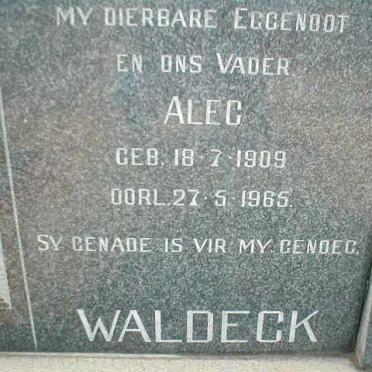 MY DIERBARE EGGENOOT
EN ONS VADER
ALEC
GEB. 18·7·1909
OORL. 27·5·1965.
SY GENADE IS VIR MY GENOEG.
WALDECK